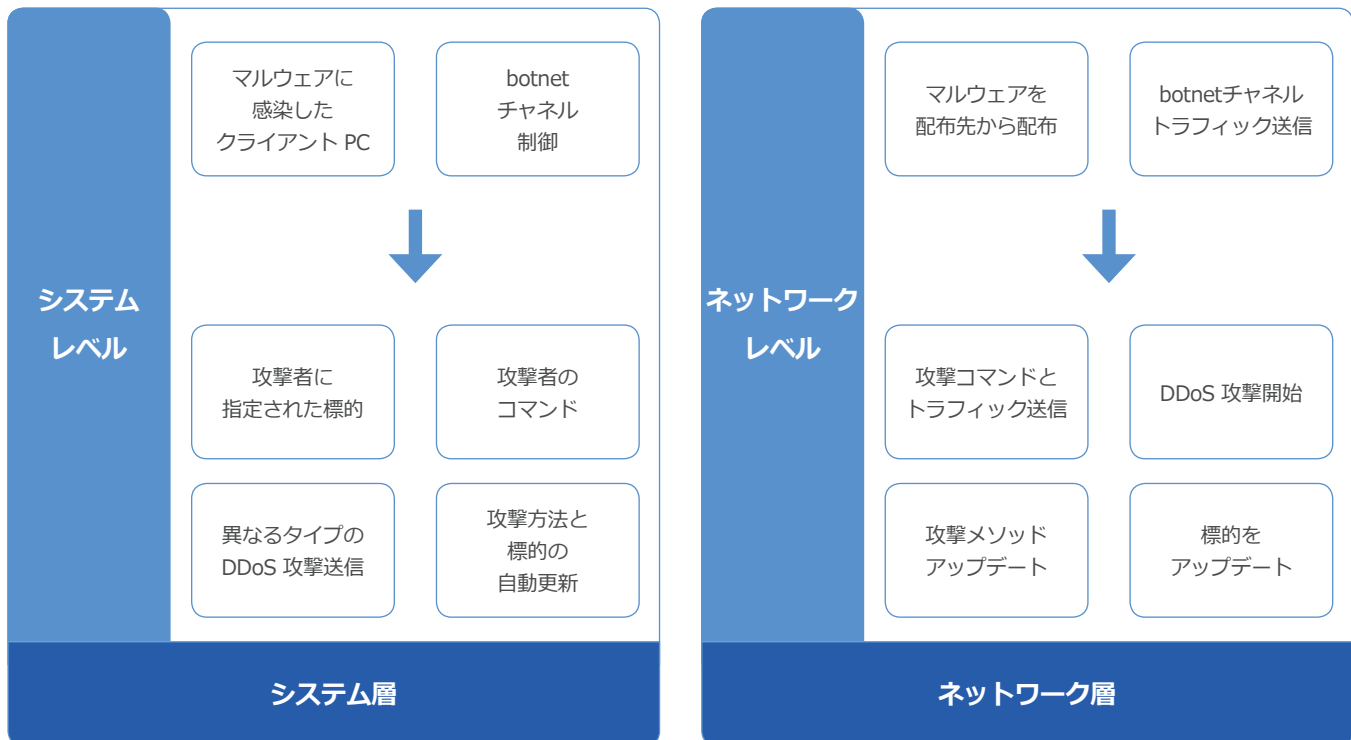 システム
レベル
マルウェアに
感染した
クライアント PC
botnet
チャネル
制御
攻撃者に
指定された標的
攻撃者の
コマンド
異なるタイプの
DDoS 攻撃送信
攻撃方法と
標的の
自動更新
システム層
ネットワーク
レベル
マルウェアを
配布先から配布
botnetチャネル
トラフィック送信
攻撃コマンドと
トラフィック送信
DDoS 攻撃開始
攻撃メソッド
アップデート
標的を
アップデート
ネットワーク層